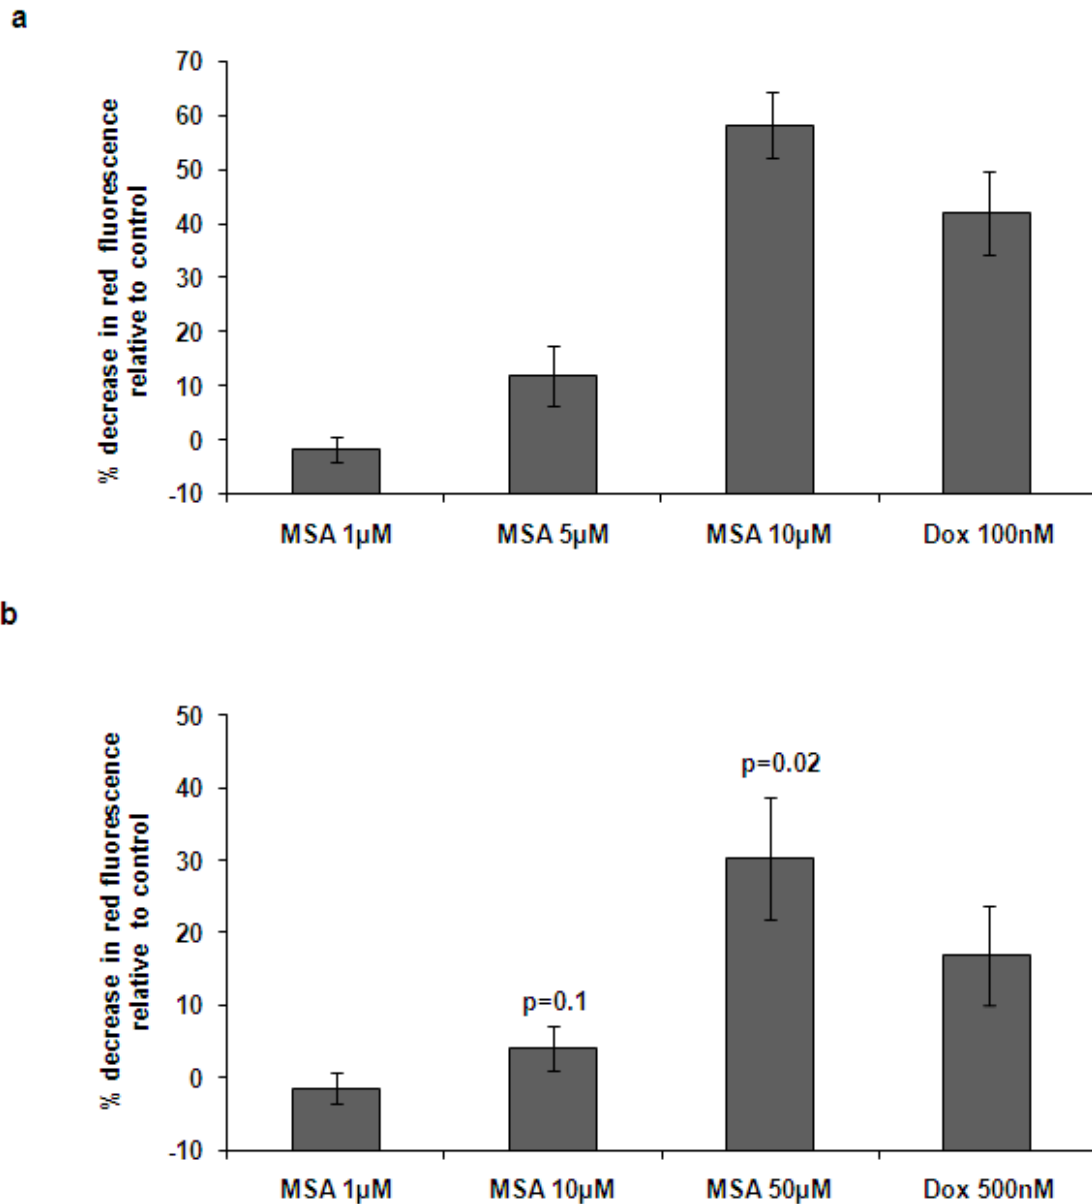 a
70
60
50
40
30
20
10
0
-10
% decrease in red fluorescence
relative to control
MSA 1µM MSA 5µM MSA 10µM Dox 100nM
b
50
40
30
20
10
0
-10
% decrease in red fluorescence
relative to control
p=0.02
p=0.1
MSA 1µM MSA 10µM MSA 50µM Dox 500nM